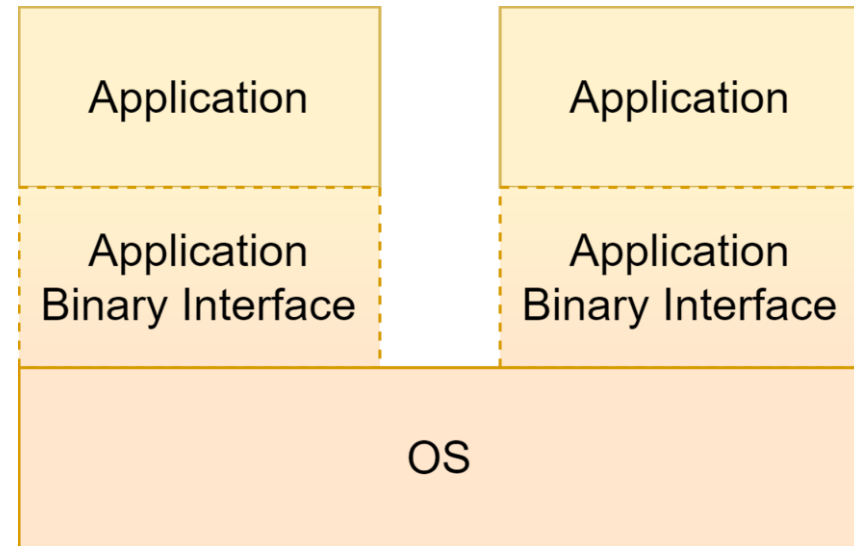 Application
Application
Application
Binary Interface
Application
Binary Interface
OS